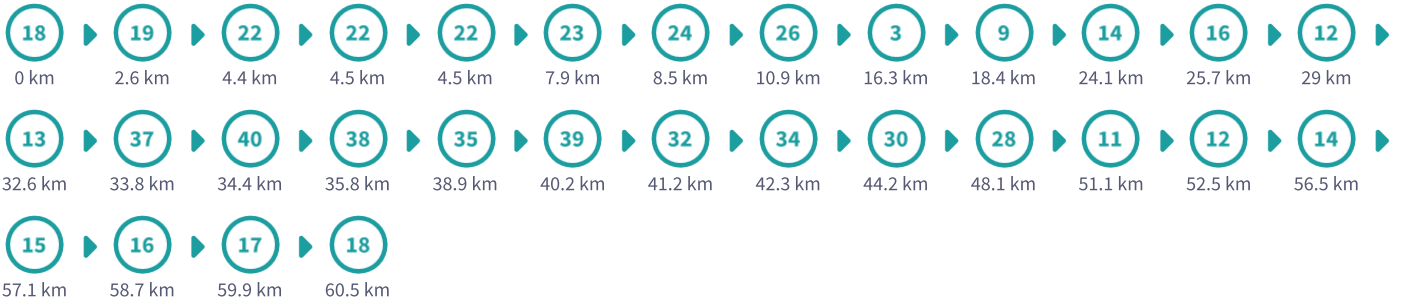 18 19 22 22 22 23 24 26 3 9 14 16 12
0 km 2.6 km 4.4 km 4.5 km 4.5 km 7.9 km 8.5 km 10.9 km 16.3 km 18.4 km 24.1 km 25.7 km 29 km
13 37 40 38 35 39 32 34 30 28 11 12 14
32.6 km 33.8 km 34.4 km 35.8 km 38.9 km 40.2 km 41.2 km 42.3 km 44.2 km 48.1 km 51.1 km 52.5 km 56.5 km
15 16 17 18
57.1 km 58.7 km 59.9 km 60.5 km